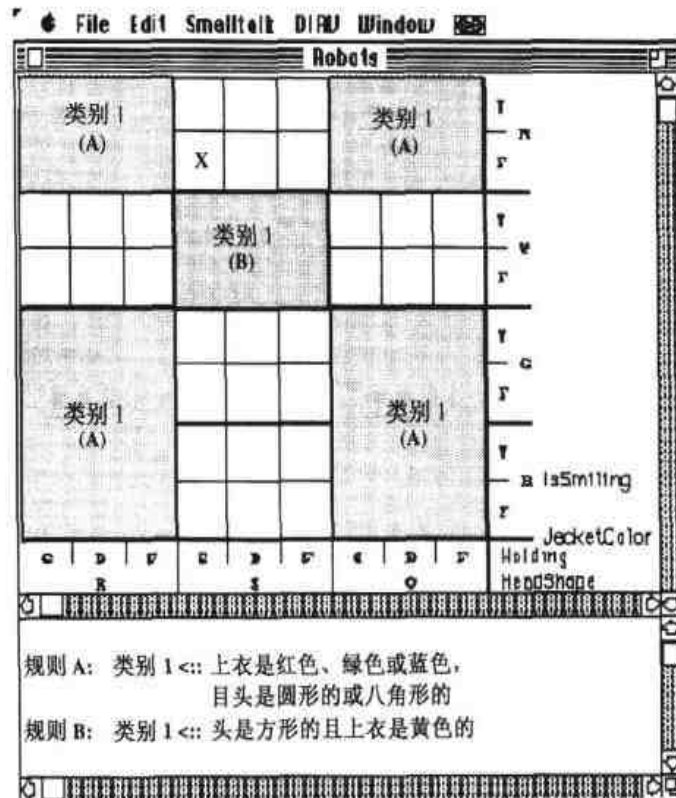 File Edit Smalltalk DIAV Window
Robots
类别 1
(A)
类别 1
(A)
X
类别 1
(B)
类别 1
(A)
类别 1
(A)
T
F
T
F
T
G
F
T
B IsSmiling
F
JacketColor
Holding
R S O HeadShape
规则 A: 类别 1 <:: 上衣是红色、绿色或蓝色,
目头是圆形的或八角形的
规则 B: 类别 1 <:: 头是方形的且上衣是黄色的